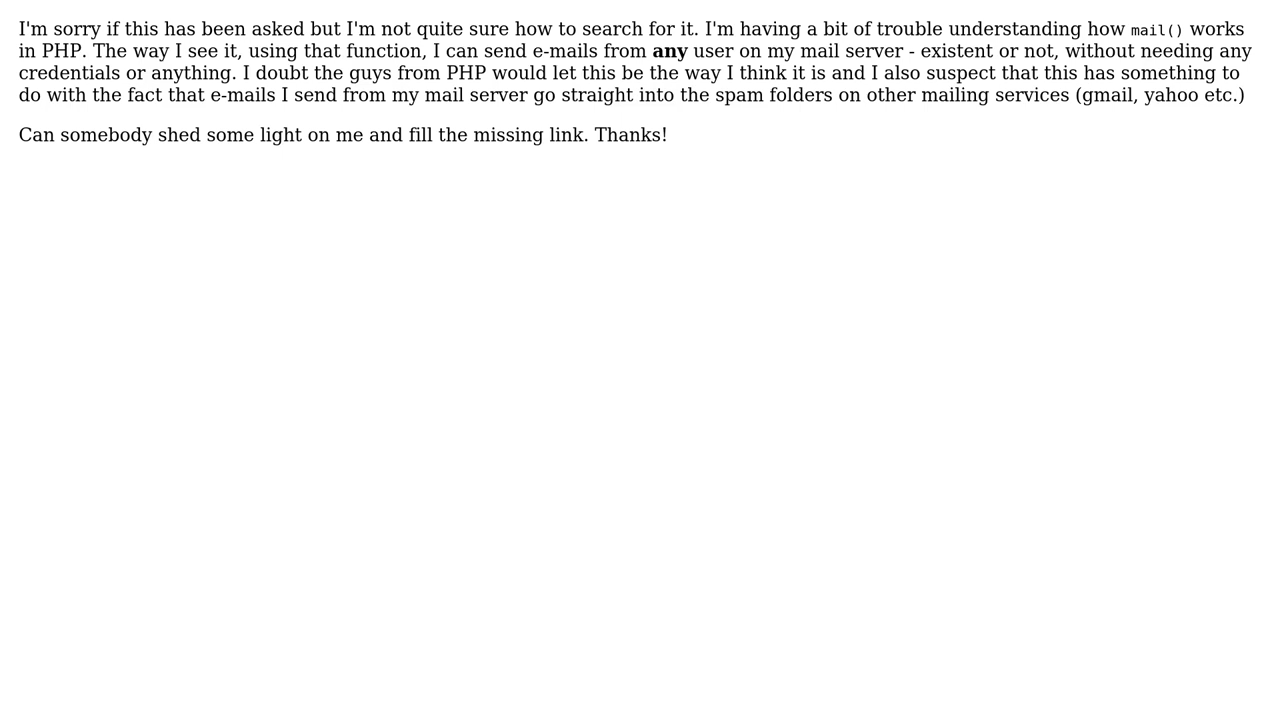 I'm sorry if this has been asked but I'm not quite sure how to search for it. I'm having a bit of trouble understanding how mail() works
in PHP. The way I see it, using that function, I can send e-mails from any user on my mail server - existent or not, without needing any
credentials or anything. I doubt the guys from PHP would let this be the way I think it is and I also suspect that this has something to
do with the fact that e-mails I send from my mail server go straight into the spam folders on other mailing services (gmail, yahoo etc.)
Can somebody shed some light on me and fill the missing link. Thanks!